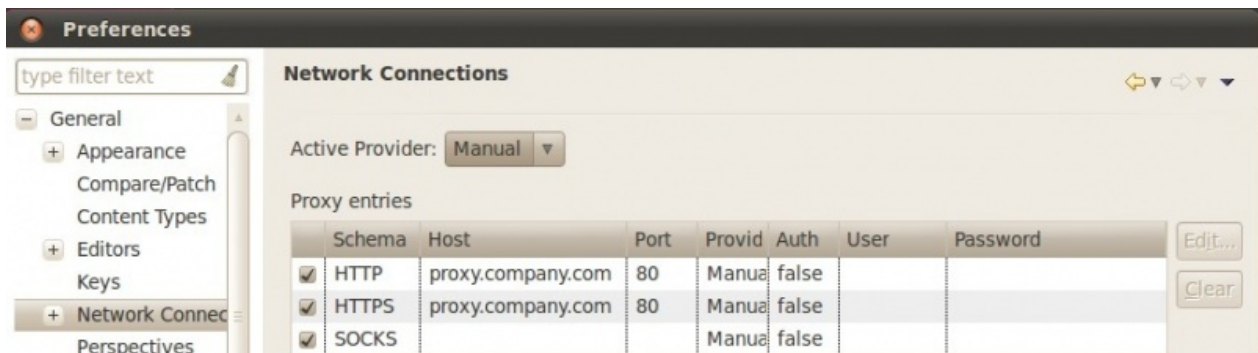 Preferences
type filter text
General
Appearance
Compare/Patch
Content Types
Editors
Keys
Network Connec
Perspectives
Network Connections
Active Provider: Manual
Proxy entries
Schema Host Port Provid Auth User Password
HTTP proxy.company.com 80 Manua false
HTTPS proxy.company.com 80 Manua false
SOCKS Manua false
Edit...
Clear